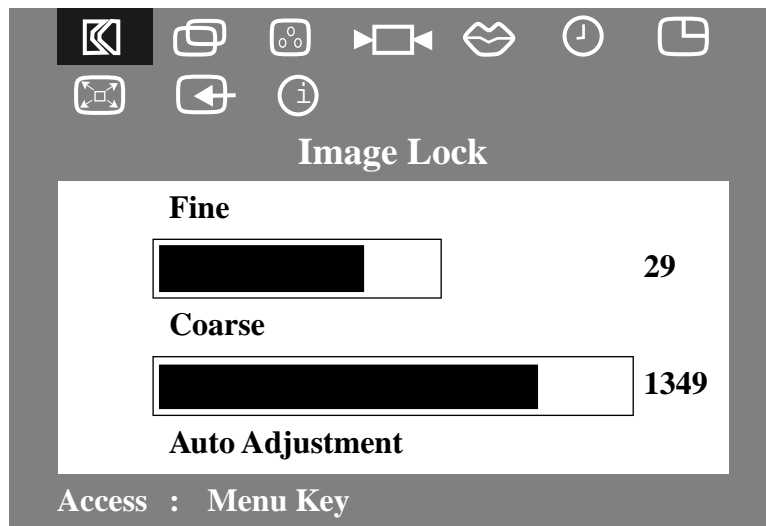 Image Lock
Fine
29
Coarse
1349
Auto Adjustment
Access : Menu Key